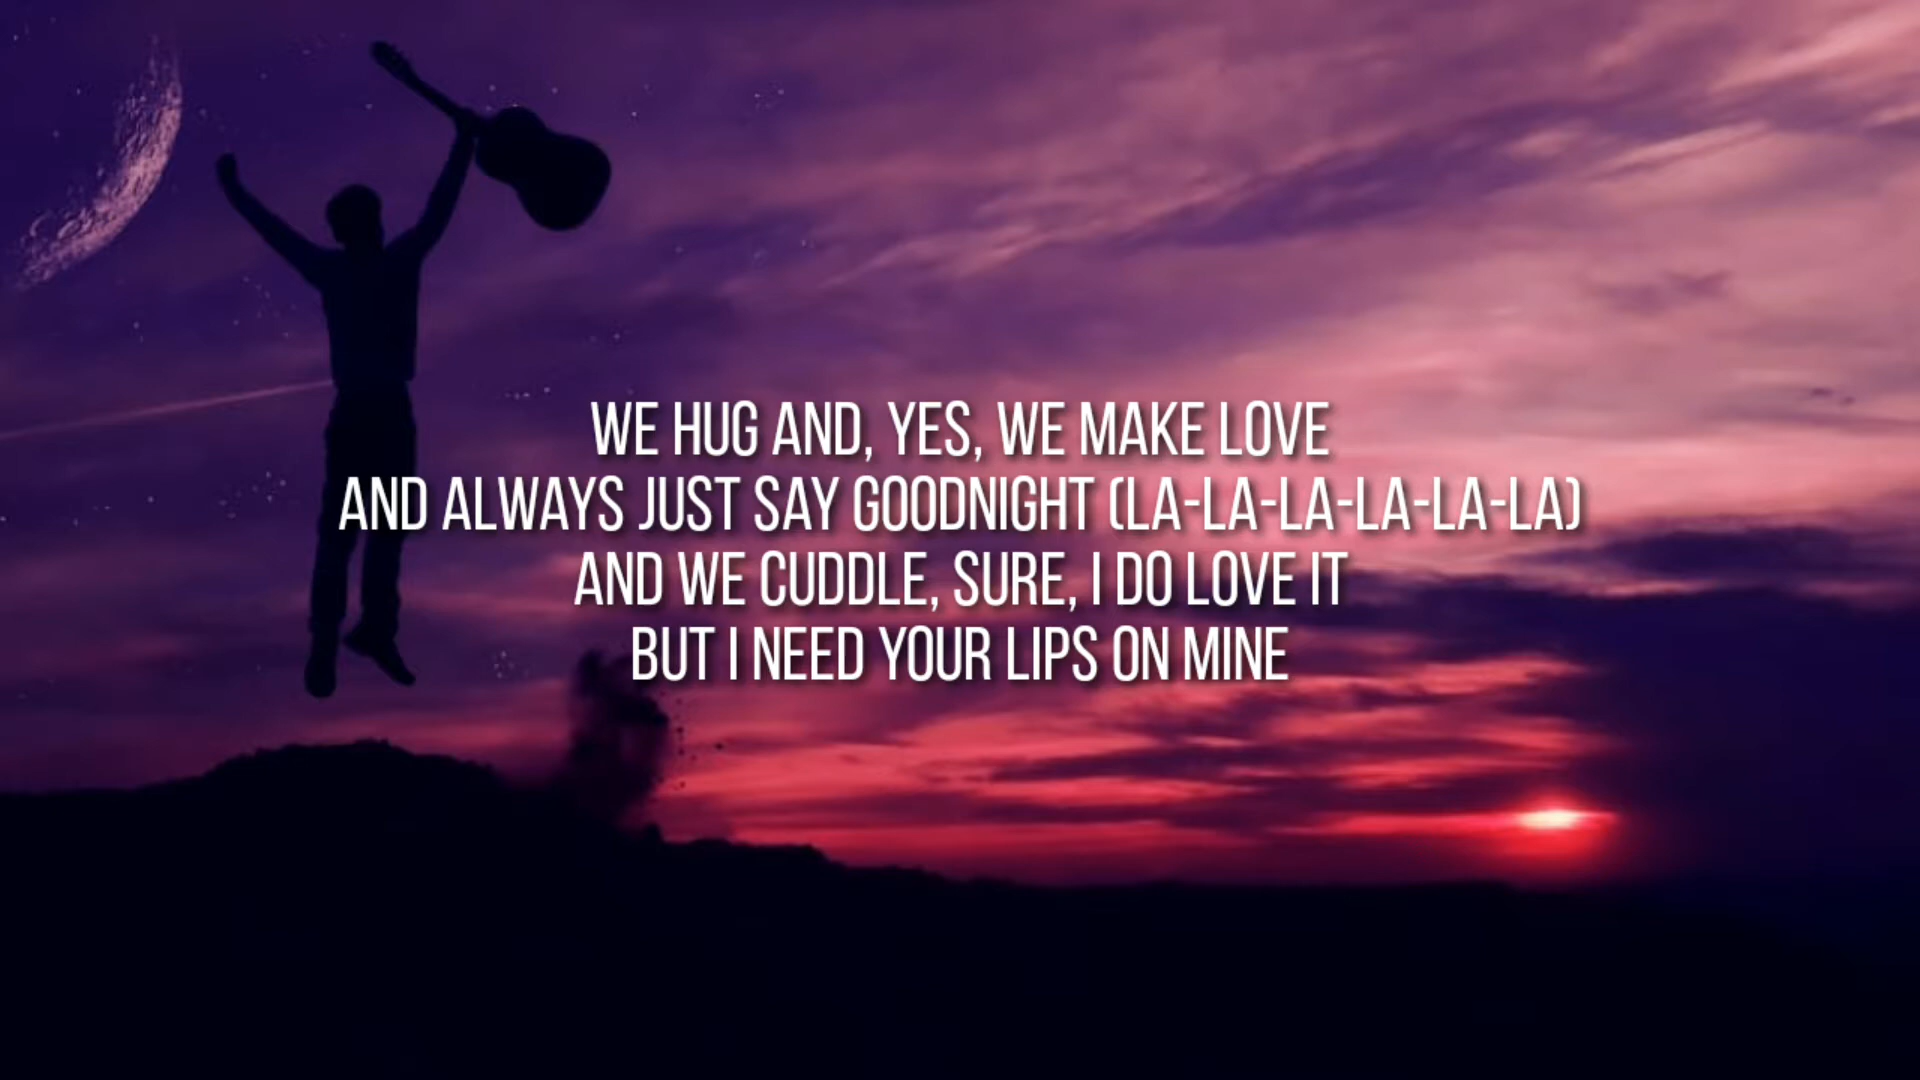 WE HUG AND, YES, WE MAKE LOVE
AND ALWAYS JUST SAY GOODNIGHT (LA-LA-LA-LA-LA-LA)
AND WE CUDDLE, SURE, I DO LOVE IT
BUT I NEED YOUR LIPS ON MINE